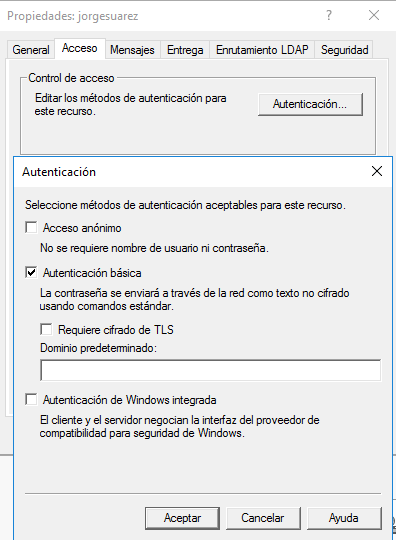 Propiedades: jorgesuarez
General Acceso Mensajes Entrega Enrutamiento LDAP Seguridad
Control de acceso
Editar los métodos de autenticación para
este recurso.
Autenticación...
Autenticación
Seleccione métodos de autenticación aceptables para este recurso.
Acceso anónimo
No se requiere nombre de usuario ni contraseña.
Autenticación básica
La contraseña se enviará a través de la red como texto no cifrado
usando comandos estándar.
Requiere cifrado de TLS
Dominio predeterminado:
Autenticación de Windows integrada
El cliente y el servidor negocian la interfaz del proveedor de
compatibilidad para seguridad de Windows.
Aceptar Cancelar Ayuda